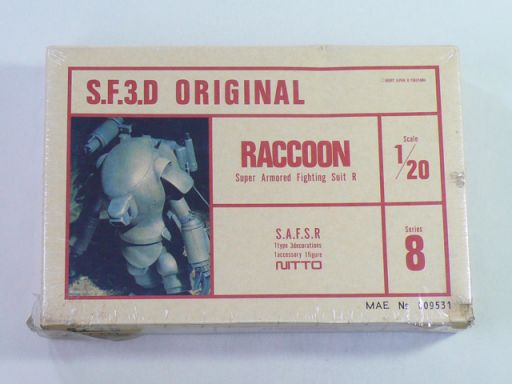 S.F.3.D ORIGINAL
RACCOON
Super Armored Fighting Suit R
Scale
1/20
S.A.F.S.R
1type 3decorations
1accessory 1figure
NITTO
Series
8
MAE. No 009531